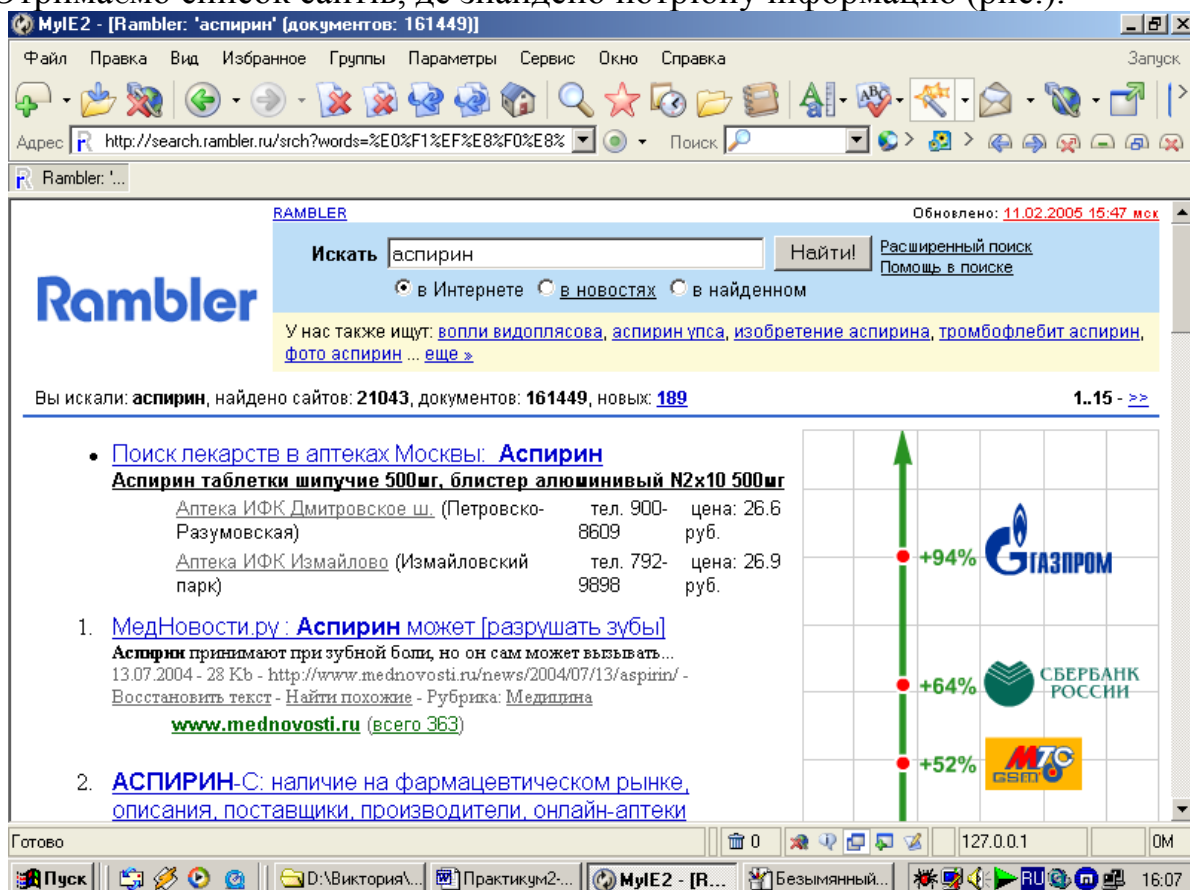 Отримаємо список сайтів, де знайдено потрібну інформацію (рис.).
MyIE2 - [Rambler: 'аспирин' (документов: 161449)]
Файл Правка Вид Избранное Группы Параметры Сервис Окно Справка Запуск
Адрес http://search.rambler.ru/srch?words=%E0%F1%EF%E8%F0%E8% Поиск
Rambler: '...
RAMBLER Обновлено: 11.02.2005 15:47 мск
Искать аспирин Найти! Расширенный поиск
Помощь в поиске
в Интернете в новостях в найденном
Rambler
У нас также ищут: вопли видоплясова, аспирин упса, изобретение аспирина, тромбофлебит аспирин,
фото аспирин ... еще »
Вы искали: аспирин, найдено сайтов: 21043, документов: 161449, новых: 189 1..15 - >>
• Поиск лекарств в аптеках Москвы: Аспирин
Аспирин таблетки шипучие 500мг, блистер алюминивый N2x10 500мг
Аптека ИФК Дмитровское ш. (Петровско- тел. 900- цена: 26.6
Разумовская) 8609 руб.
Аптека ИФК Измайлово (Измайловский тел. 792- цена: 26.9
парк) 9898 руб.
+94% ГАЗПРОМ
1. МедНовости.ру : Аспирин может [разрушать зубы]
Аспирин принимают при зубной боли, но он сам может вызывать...
13.07.2004 - 28 Kb - http://www.mednovosti.ru/news/2004/07/13/aspirin/ -
Восстановить текст - Найти похожие - Рубрика: Медицина
www.mednovosti.ru (всего 363)
+64% СБЕРБАНК
РОССИИ
+52% МТС
GSM
2. АСПИРИН-С: наличие на фармацевтическом рынке,
описания, поставщики, производители, онлайн-аптеки
Готово 0 127.0.0.1 0M
Пуск D:\Виктория\... Практикум2-... MyIE2 - [R... Безымянный... RU 16:07